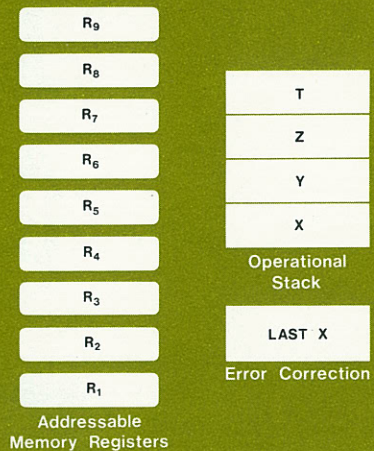 R9
R8
R7
R6
R5
R4
R3
R2
R1
Addressable
Memory Registers
T
Z
Y
X
Operational
Stack
LAST X
Error Correction